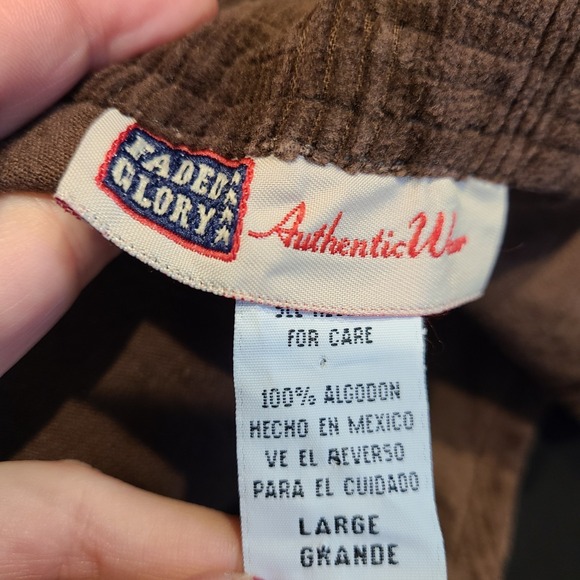 FADED
GLORY
Authentic Wear
FOR CARE
100% ALGODON
HECHO EN MEXICO
VE EL REVERSO
PARA EL CUIDADO
LARGE
GRANDE